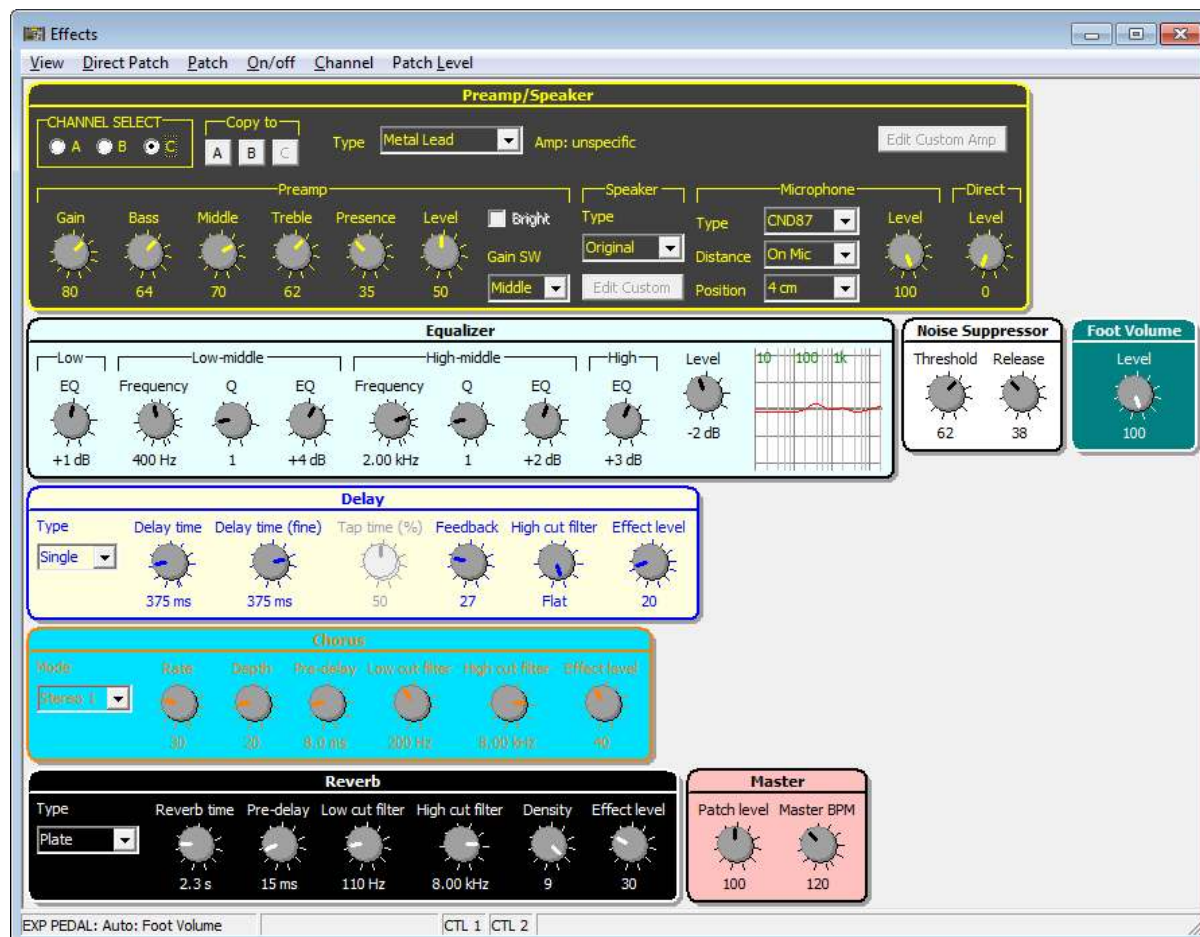 Effects
View Direct Patch Patch On/off Channel Patch Level
Preamp/Speaker
CHANNEL SELECT Copy to
A B C A B C Type Metal Lead Amp: unspecific Edit Custom Amp
Preamp Speaker Microphone Direct
Gain Bass Middle Treble Presence Level Bright Type Type CND87 Level Level
Gain SW Original Distance On Mic
80 64 70 62 35 50 Middle Edit Custom Position 4 cm 100 0
Equalizer Noise Suppressor Foot Volume
Low Low-middle High-middle High Level 10 100 1k Threshold Release Level
EQ Frequency Q EQ Frequency Q EQ EQ
+1 dB 400 Hz 1 +4 dB 2.00 kHz 1 +2 dB +3 dB -2 dB 62 38 100
Delay
Type Delay time Delay time (fine) Tap time (%) Feedback High cut filter Effect level
Single
375 ms 375 ms 50 27 Flat 20
Chorus
Mode Rate Depth Pre-delay Low cut filter High cut filter Effect level
Stereo 1
30 20 8.0 ms 200 Hz 8.00 kHz 40
Reverb Master
Type Reverb time Pre-delay Low cut filter High cut filter Density Effect level Patch level Master BPM
Plate
2.3 s 15 ms 110 Hz 8.00 kHz 9 30 100 120
EXP PEDAL: Auto: Foot Volume CTL 1 CTL 2